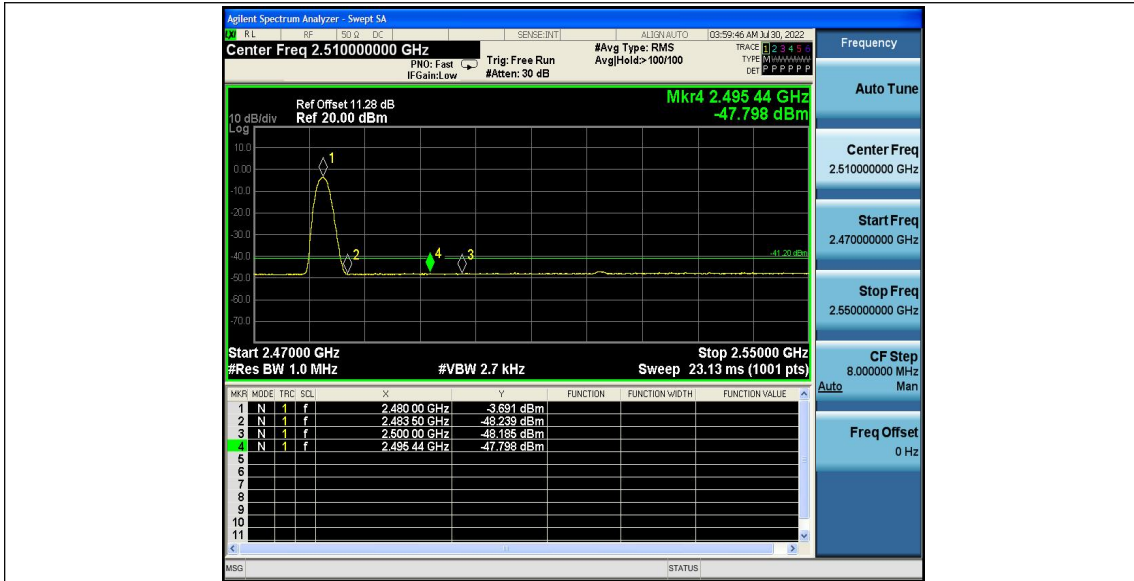 Agilent Spectrum Analyzer - Swept SA
RL RF 50 Ω DC SENSE:INT ALIGN AUTO 03:59:46 AM Jul 30, 2022
Center Freq 2.510000000 GHz
PNO: Fast
IFGain:Low
Trig: Free Run
#Atten: 30 dB
#Avg Type: RMS
Avg|Hold:>100/100
TRACE 1 2 3 4 5 6
TYPE M
DET P P P P P P
Frequency
Mkr4 2.495 44 GHz
-47.798 dBm
Ref Offset 11.28 dB
10 dB/div Ref 20.00 dBm
Log
10.0
0.00
-10.0
-20.0
-30.0
-40.0
-50.0
-60.0
-70.0
1
2
4
3
-41.20 dBm
Start 2.47000 GHz Stop 2.55000 GHz
#Res BW 1.0 MHz #VBW 2.7 kHz Sweep 23.13 ms (1001 pts)
MKR MODE TRC SCL X Y FUNCTION FUNCTION WIDTH FUNCTION VALUE
1 N 1 f 2.480 00 GHz -3.691 dBm
2 N 1 f 2.483 50 GHz -48.239 dBm
3 N 1 f 2.500 00 GHz -48.185 dBm
4 N 1 f 2.495 44 GHz -47.798 dBm
5
6
7
8
9
10
11
MSG STATUS
Auto Tune
Center Freq
2.510000000 GHz
Start Freq
2.470000000 GHz
Stop Freq
2.550000000 GHz
CF Step
8.000000 MHz
Auto Man
Freq Offset
0 Hz